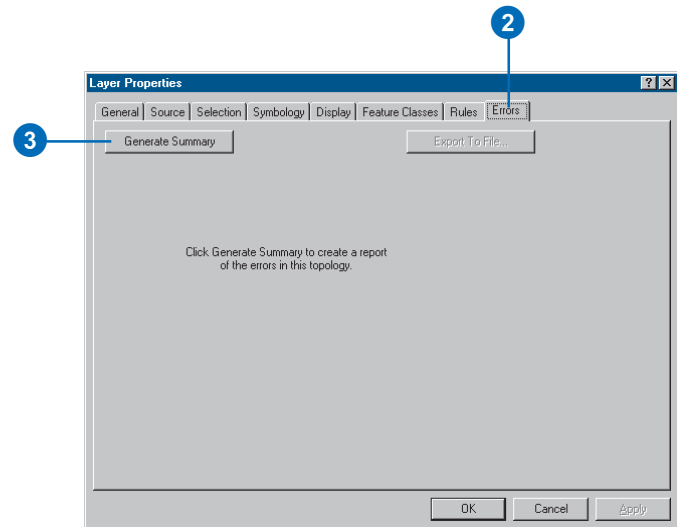 2
Layer Properties
? X
General Source Selection Symbology Display Feature Classes Rules Errors
3
Generate Summary
Export To File...
Click Generate Summary to create a report
of the errors in this topology.
OK Cancel Apply